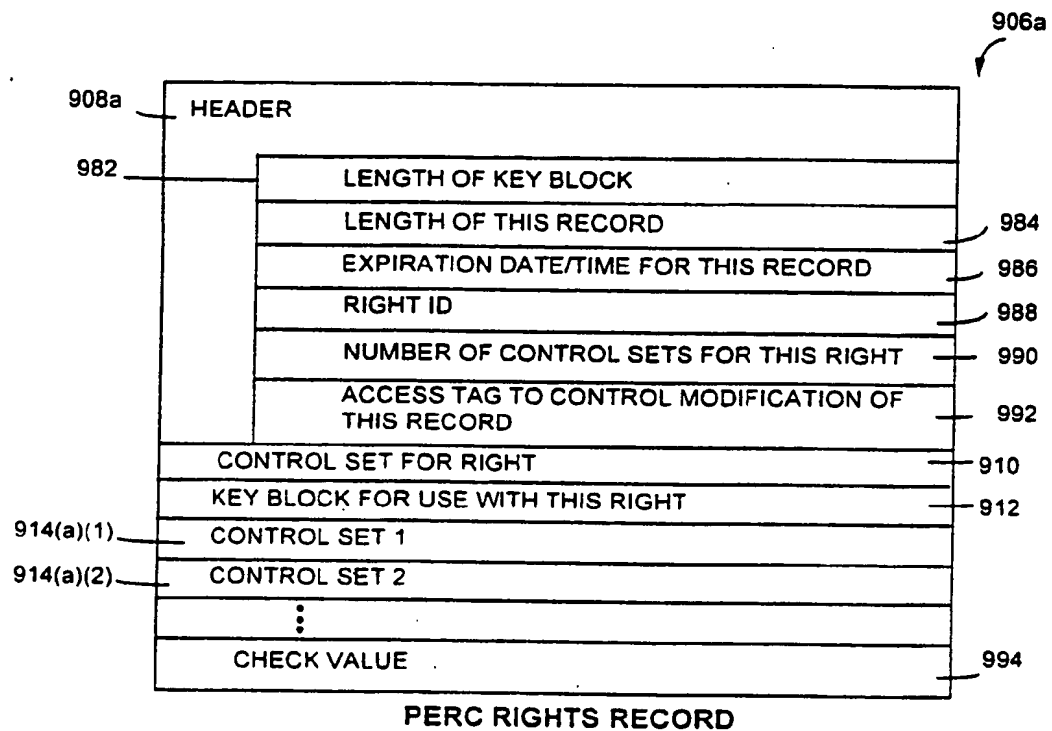 906a
908a HEADER
982 LENGTH OF KEY BLOCK
LENGTH OF THIS RECORD 984
EXPIRATION DATE/TIME FOR THIS RECORD 986
RIGHT ID 988
NUMBER OF CONTROL SETS FOR THIS RIGHT 990
ACCESS TAG TO CONTROL MODIFICATION OF
THIS RECORD 992
CONTROL SET FOR RIGHT 910
KEY BLOCK FOR USE WITH THIS RIGHT 912
914(a)(1) CONTROL SET 1
914(a)(2) CONTROL SET 2
CHECK VALUE 994
PERC RIGHTS RECORD